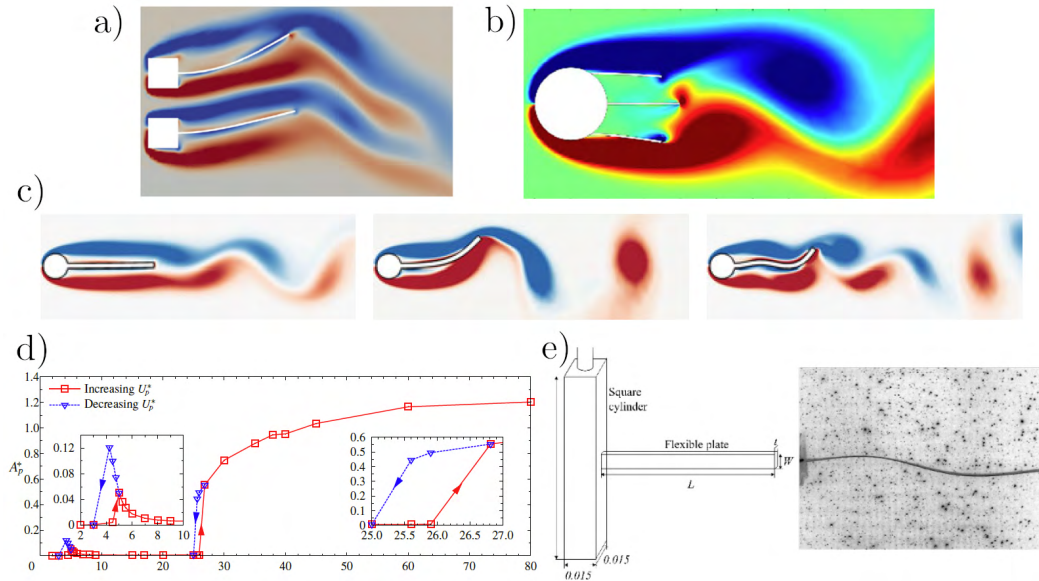 a)
b)
c)
d)
1.4
1.2
1.0
0.8
0.6
0.4
0.2
0.0
A*p
0
10
20
30
40
50
60
70
80
Increasing U*p
Decreasing U*p
0.12
0.08
0.04
0
2
4
6
8
10
0.6
0.5
0.4
0.3
0.2
0.1
0
25.0
25.5
26.0
26.5
27.0
e)
Square
cylinder
Flexible plate
t
W
L
0.015
0.015